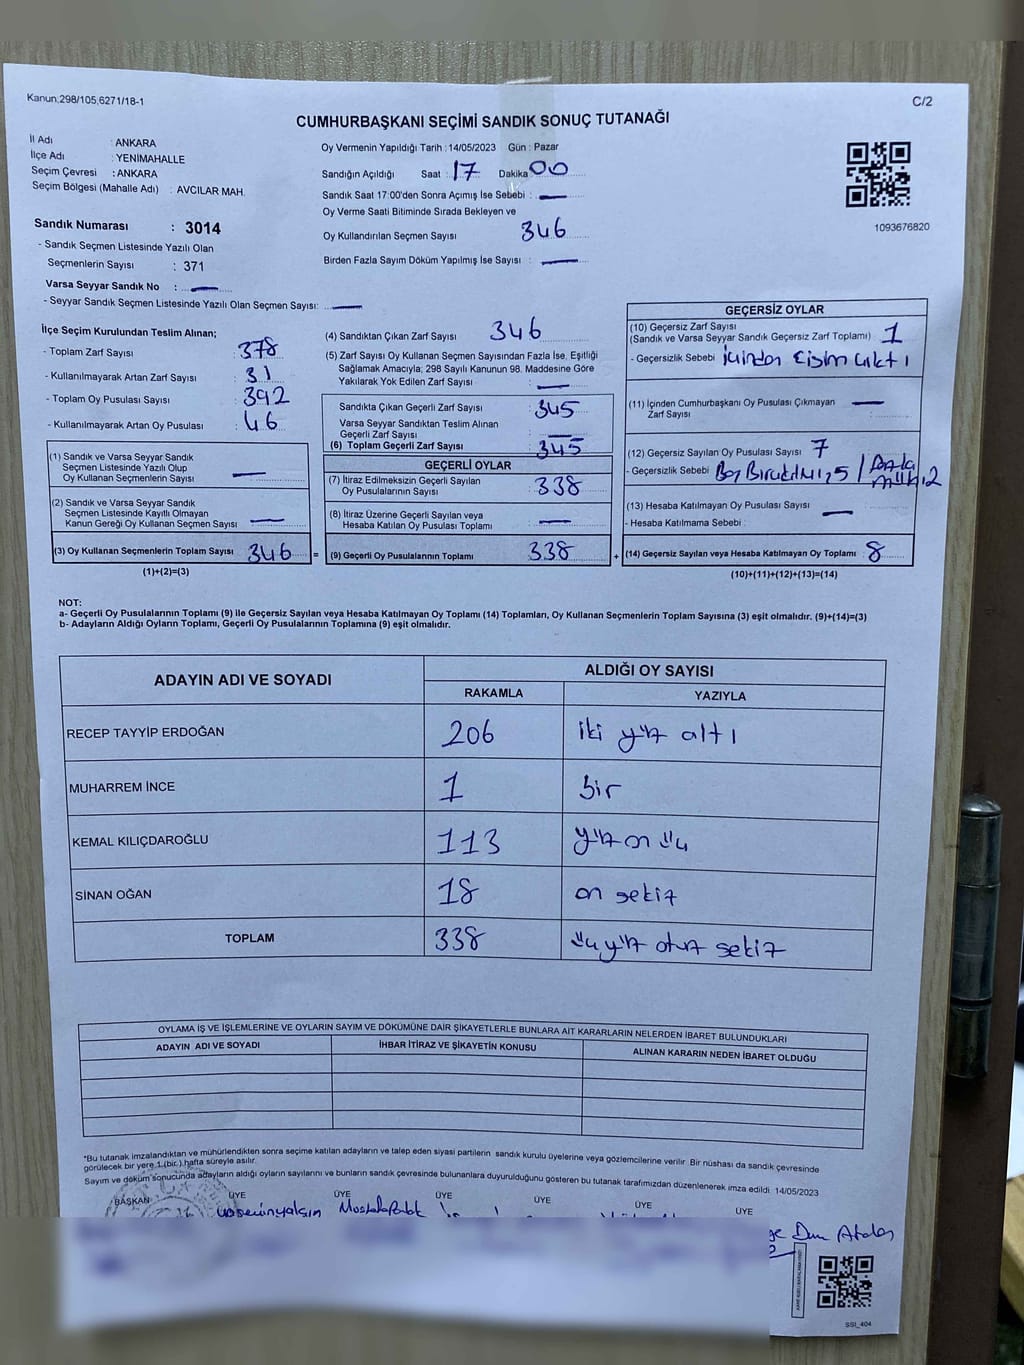 Kanun,298/105,6271/18-1
C/2
CUMHURBAŞKANI SEÇİMİ SANDIK SONUÇ TUTANAĞI
İl Adı : ANKARA
İlçe Adı : YENİMAHALLE
Seçim Çevresi : ANKARA
Seçim Bölgesi (Mahalle Adı) : AVCILAR MAH.
Oy Vermenin Yapıldığı Tarih : 14/05/2023 Gün : Pazar
Sandığın Açıldığı Saat : 17 Dakika 00
Sandık Saat 17:00'den Sonra Açımış İse Sebebi : —
Oy Verme Saati Bitiminde Sırada Bekleyen ve
Oy Kullandırılan Seçmen Sayısı 346
Birden Fazla Sayım Döküm Yapılmış İse Sayısı : —
1093676820
Sandık Numarası : 3014
- Sandık Seçmen Listesinde Yazılı Olan
Seçmenlerin Sayısı : 371
Varsa Seyyar Sandık No : —
- Seyyar Sandık Seçmen Listesinde Yazılı Olan Seçmen Sayısı: —
İlçe Seçim Kurulundan Teslim Alınan;
- Toplam Zarf Sayısı : 378
- Kullanılmayarak Artan Zarf Sayısı : 31
- Toplam Oy Pusulası Sayısı : 392
- Kullanılmayarak Artan Oy Pusulası : 46
(1) Sandık ve Varsa Seyyar Sandık
Seçmen Listesinde Yazılı Olup
Oy Kullanan Seçmenlerin Sayısı —
(2) Sandık ve Varsa Seyyar Sandık
Seçmen Listesinde Kayıtlı Olmayan
Kanun Gereği Oy Kullanan Seçmen Sayısı —
(3) Oy Kullanan Seçmenlerin Toplam Sayısı 346 =
(1)+(2)=(3)
(4) Sandıktan Çıkan Zarf Sayısı 346
(5) Zarf Sayısı Oy Kullanan Seçmen Sayısından Fazla İse, Eşitliği
Sağlamak Amacıyla; 298 Sayılı Kanunun 98. Maddesine Göre
Yakılarak Yok Edilen Zarf Sayısı : —
Sandıkta Çıkan Geçerli Zarf Sayısı : 345
Varsa Seyyar Sandıktan Teslim Alınan
Geçerli Zarf Sayısı : —
(6) Toplam Geçerli Zarf Sayısı : 345
GEÇERLİ OYLAR
(7) İtiraz Edilmeksizin Geçerli Sayılan
Oy Pusulalarının Sayısı : 338
(8) İtiraz Üzerine Geçerli Sayılan veya
Hesaba Katılan Oy Pusulası Toplamı : —
(9) Geçerli Oy Pusulalarının Toplamı : 338 +
GEÇERSİZ OYLAR
(10) Geçersiz Zarf Sayısı
(Sandık ve Varsa Seyyar Sandık Geçersiz Zarf Toplamı) 1
- Geçersizlik Sebebi : İçinden Cisim çıktı
(11) İçinden Cumhurbaşkanı Oy Pusulası Çıkmayan
Zarf Sayısı : —
(12) Geçersiz Sayılan Oy Pusulası Sayısı : 7
- Geçersizlik Sebebi : Boş Bırakılmış 5 / Fazla mühür 2
(13) Hesaba Katılmayan Oy Pusulası Sayısı : —
- Hesaba Katılmama Sebebi :
(14) Geçersiz Sayılan veya Hesaba Katılmayan Oy Toplamı : 8
(10)+(11)+(12)+(13)=(14)
NOT:
a- Geçerli Oy Pusulalarının Toplamı (9) ile Geçersiz Sayılan veya Hesaba Katılmayan Oy Toplamı (14) Toplamları, Oy Kullanan Seçmenlerin Toplam Sayısına (3) eşit olmalıdır. (9)+(14)=(3)
b- Adayların Aldığı Oyların Toplamı, Geçerli Oy Pusulalarının Toplamına (9) eşit olmalıdır.
ADAYIN ADI VE SOYADI
ALDIĞI OY SAYISI
RAKAMLA YAZIYLA
RECEP TAYYİP ERDOĞAN 206 iki yüz altı
MUHARREM İNCE 1 bir
KEMAL KILIÇDAROĞLU 113 yüz on üç
SİNAN OĞAN 18 on sekiz
TOPLAM 338 üç yüz otuz sekiz
OYLAMA İŞ VE İŞLEMLERİNE VE OYLARIN SAYIM VE DÖKÜMÜNE DAİR ŞİKAYETLERLE BUNLARA AİT KARARLARIN NELERDEN İBARET BULUNDUKLARI
ADAYIN ADI VE SOYADI İHBAR İTİRAZ VE ŞİKAYETİN KONUSU ALINAN KARARIN NEDEN İBARET OLDUĞU
*Bu tutanak imzalandıktan ve mühürlendikten sonra seçime katılan adayların ve talep eden siyasi partilerin sandık kurulu üyelerine veya gözlemcilerine verilir. Bir nüshası da sandık çevresinde
görülecek bir yere 1 (bir ) hafta süreyle asılır.
Sayım ve döküm sonucunda adayların aldığı oyların sayılarını ve bunların sandık çevresinde bulunanlara duyurulduğunu gösteren bu tutanak tarafımızdan düzenlenerek imza edildi. 14/05/2023
BAŞKAN ÜYE ÜYE ÜYE ÜYE ÜYE ÜYE
SSI_404